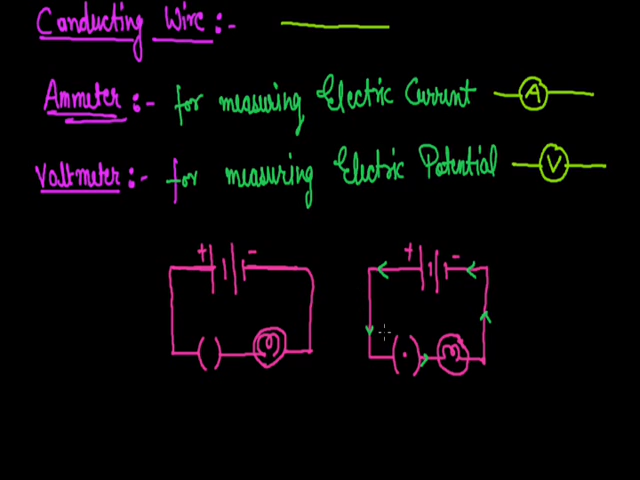 Conducting Wire:-
Ammeter:- for measuring Electric Current A
Voltmeter:- for measuring Electric Potential V
+ - + -